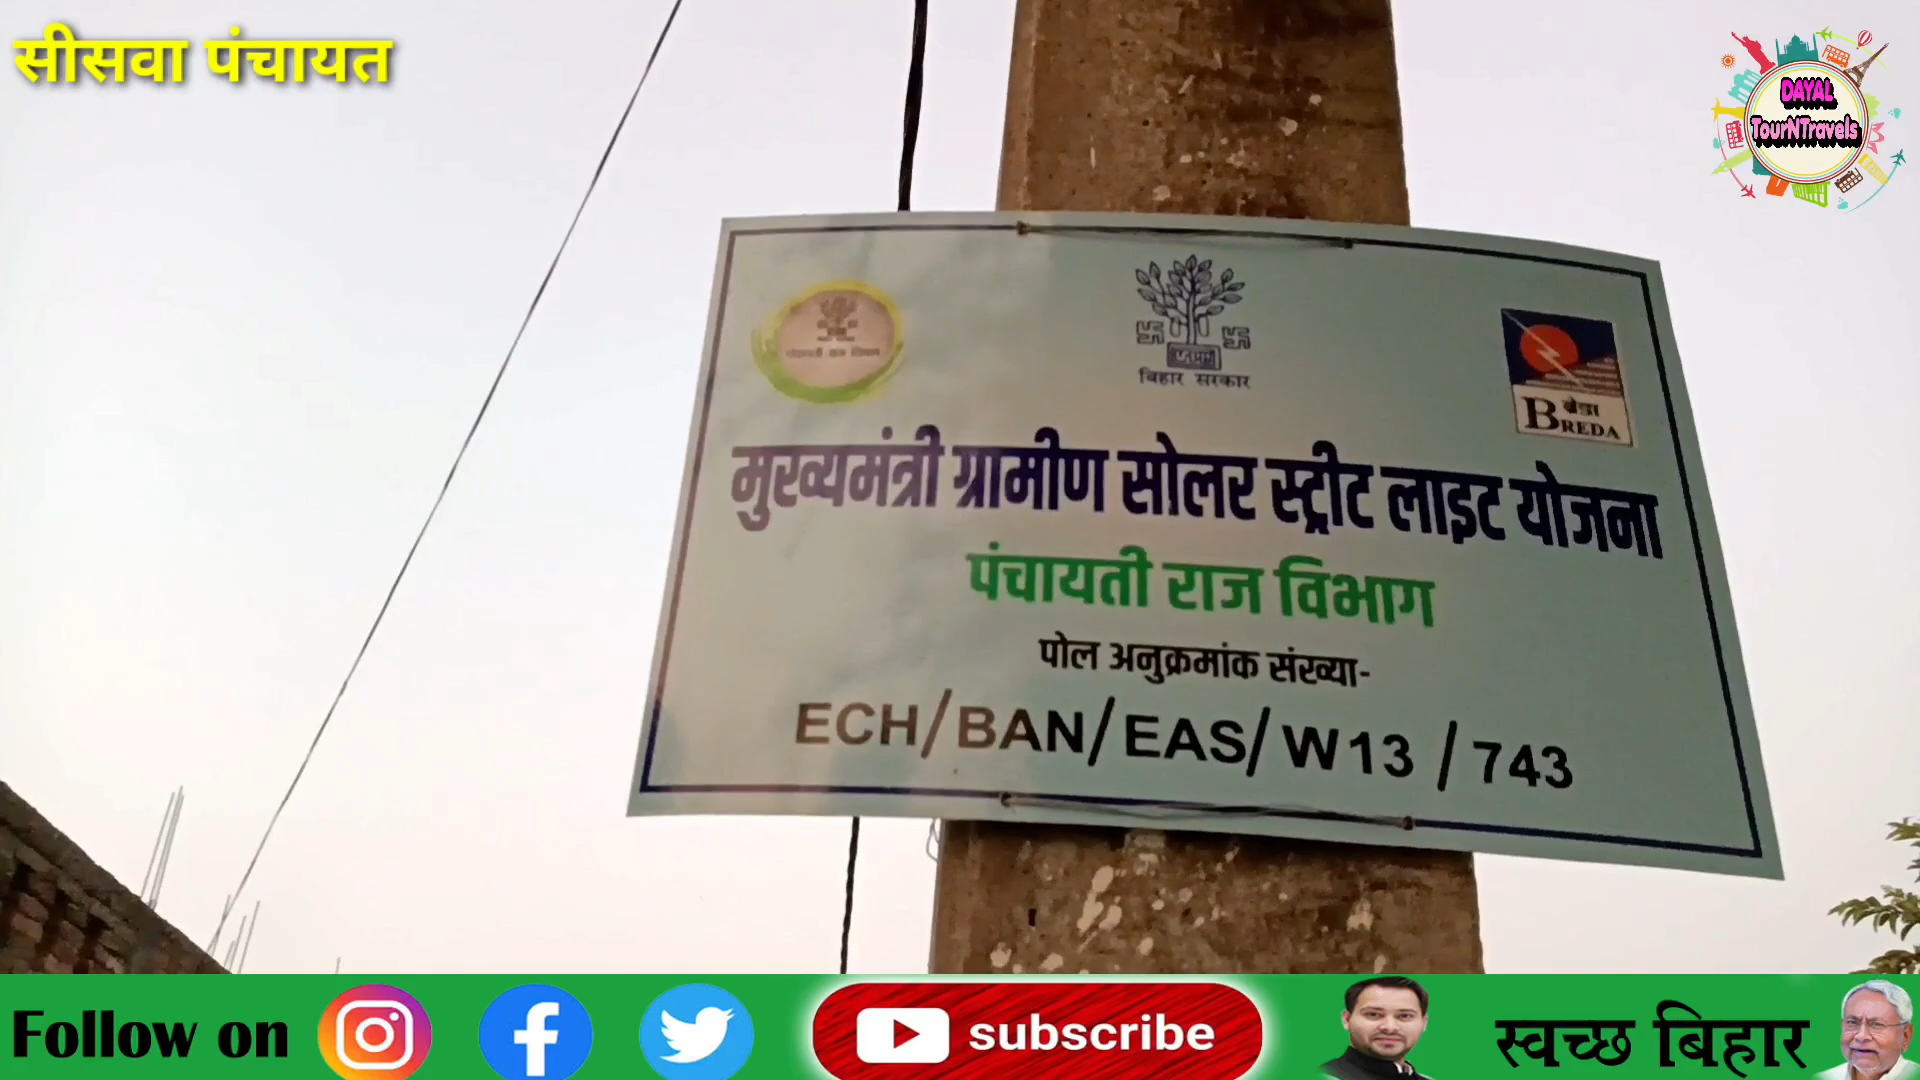 सीसवा पंचायत
DAYAL
TourNTravels
बिहार सरकार
ब्रेडा
BREDA
मुख्यमंत्री ग्रामीण सोलर स्ट्रीट लाइट योजना
पंचायती राज विभाग
पोल अनुक्रमांक संख्या-
ECH/BAN/EAS/W13/743
Follow on
subscribe
स्वच्छ बिहार